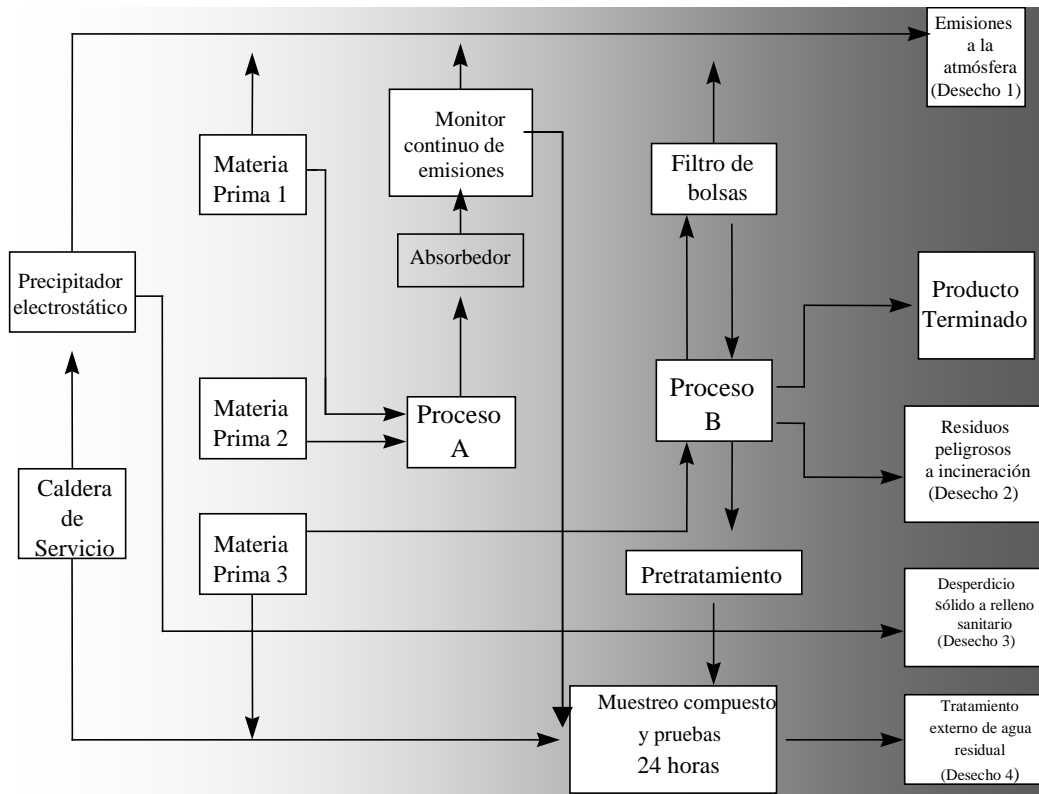 Emisiones
a la
atmósfera
(Desecho 1)
Monitor
continuo de
emisiones
Materia
Prima 1
Filtro de
bolsas
Absorbedor
Precipitador
electrostático
Producto
Terminado
Proceso
B
Materia
Prima 2
Proceso
A
Residuos
peligrosos
a incineración
(Desecho 2)
Caldera
de
Servicio
Materia
Prima 3
Pretratamiento
Desperdicio
sólido a relleno
sanitario
(Desecho 3)
Muestreo compuesto
y pruebas
24 horas
Tratamiento
externo de agua
residual
(Desecho 4)